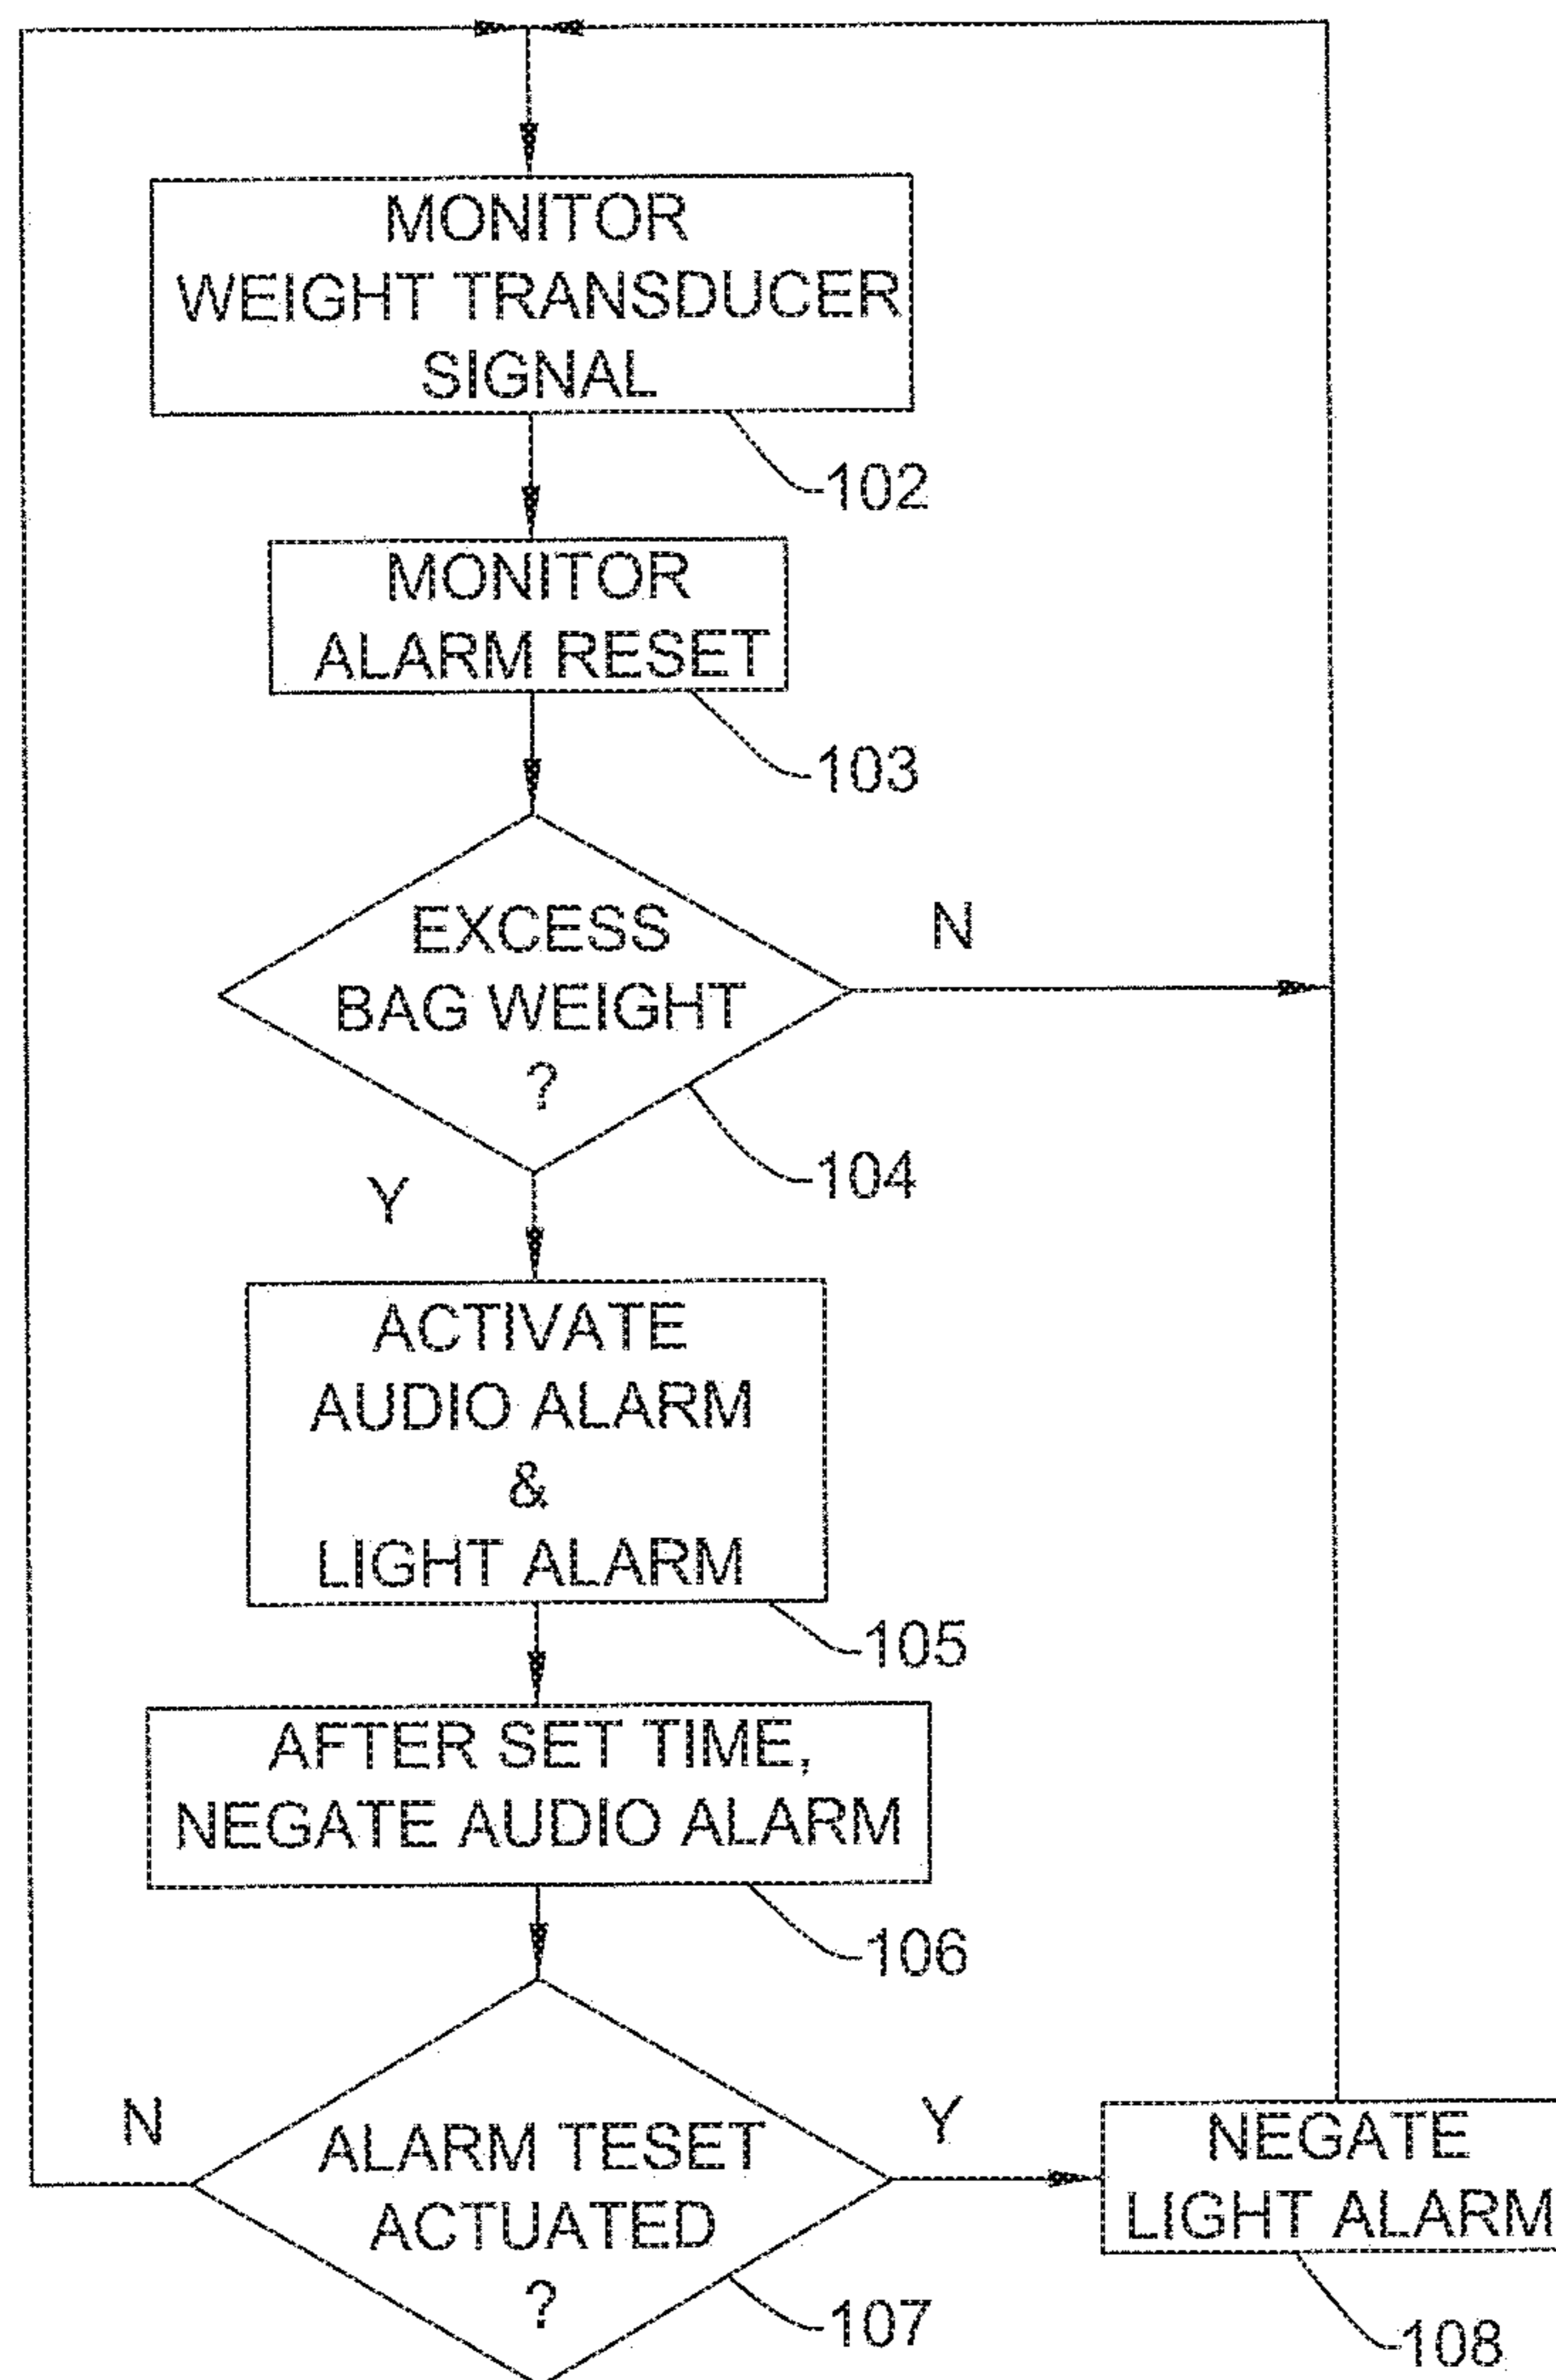 MONITOR
WEIGHT TRANSDUCER
SIGNAL
102
MONITOR
ALARM RESET
103
EXCESS
BAG WEIGHT
?
N
104
Y
ACTIVATE
AUDIO ALARM
&
LIGHT ALARM
105
AFTER SET TIME,
NEGATE AUDIO ALARM
106
N
ALARM TESET
ACTUATED
?
Y
107
NEGATE
LIGHT ALARM
108